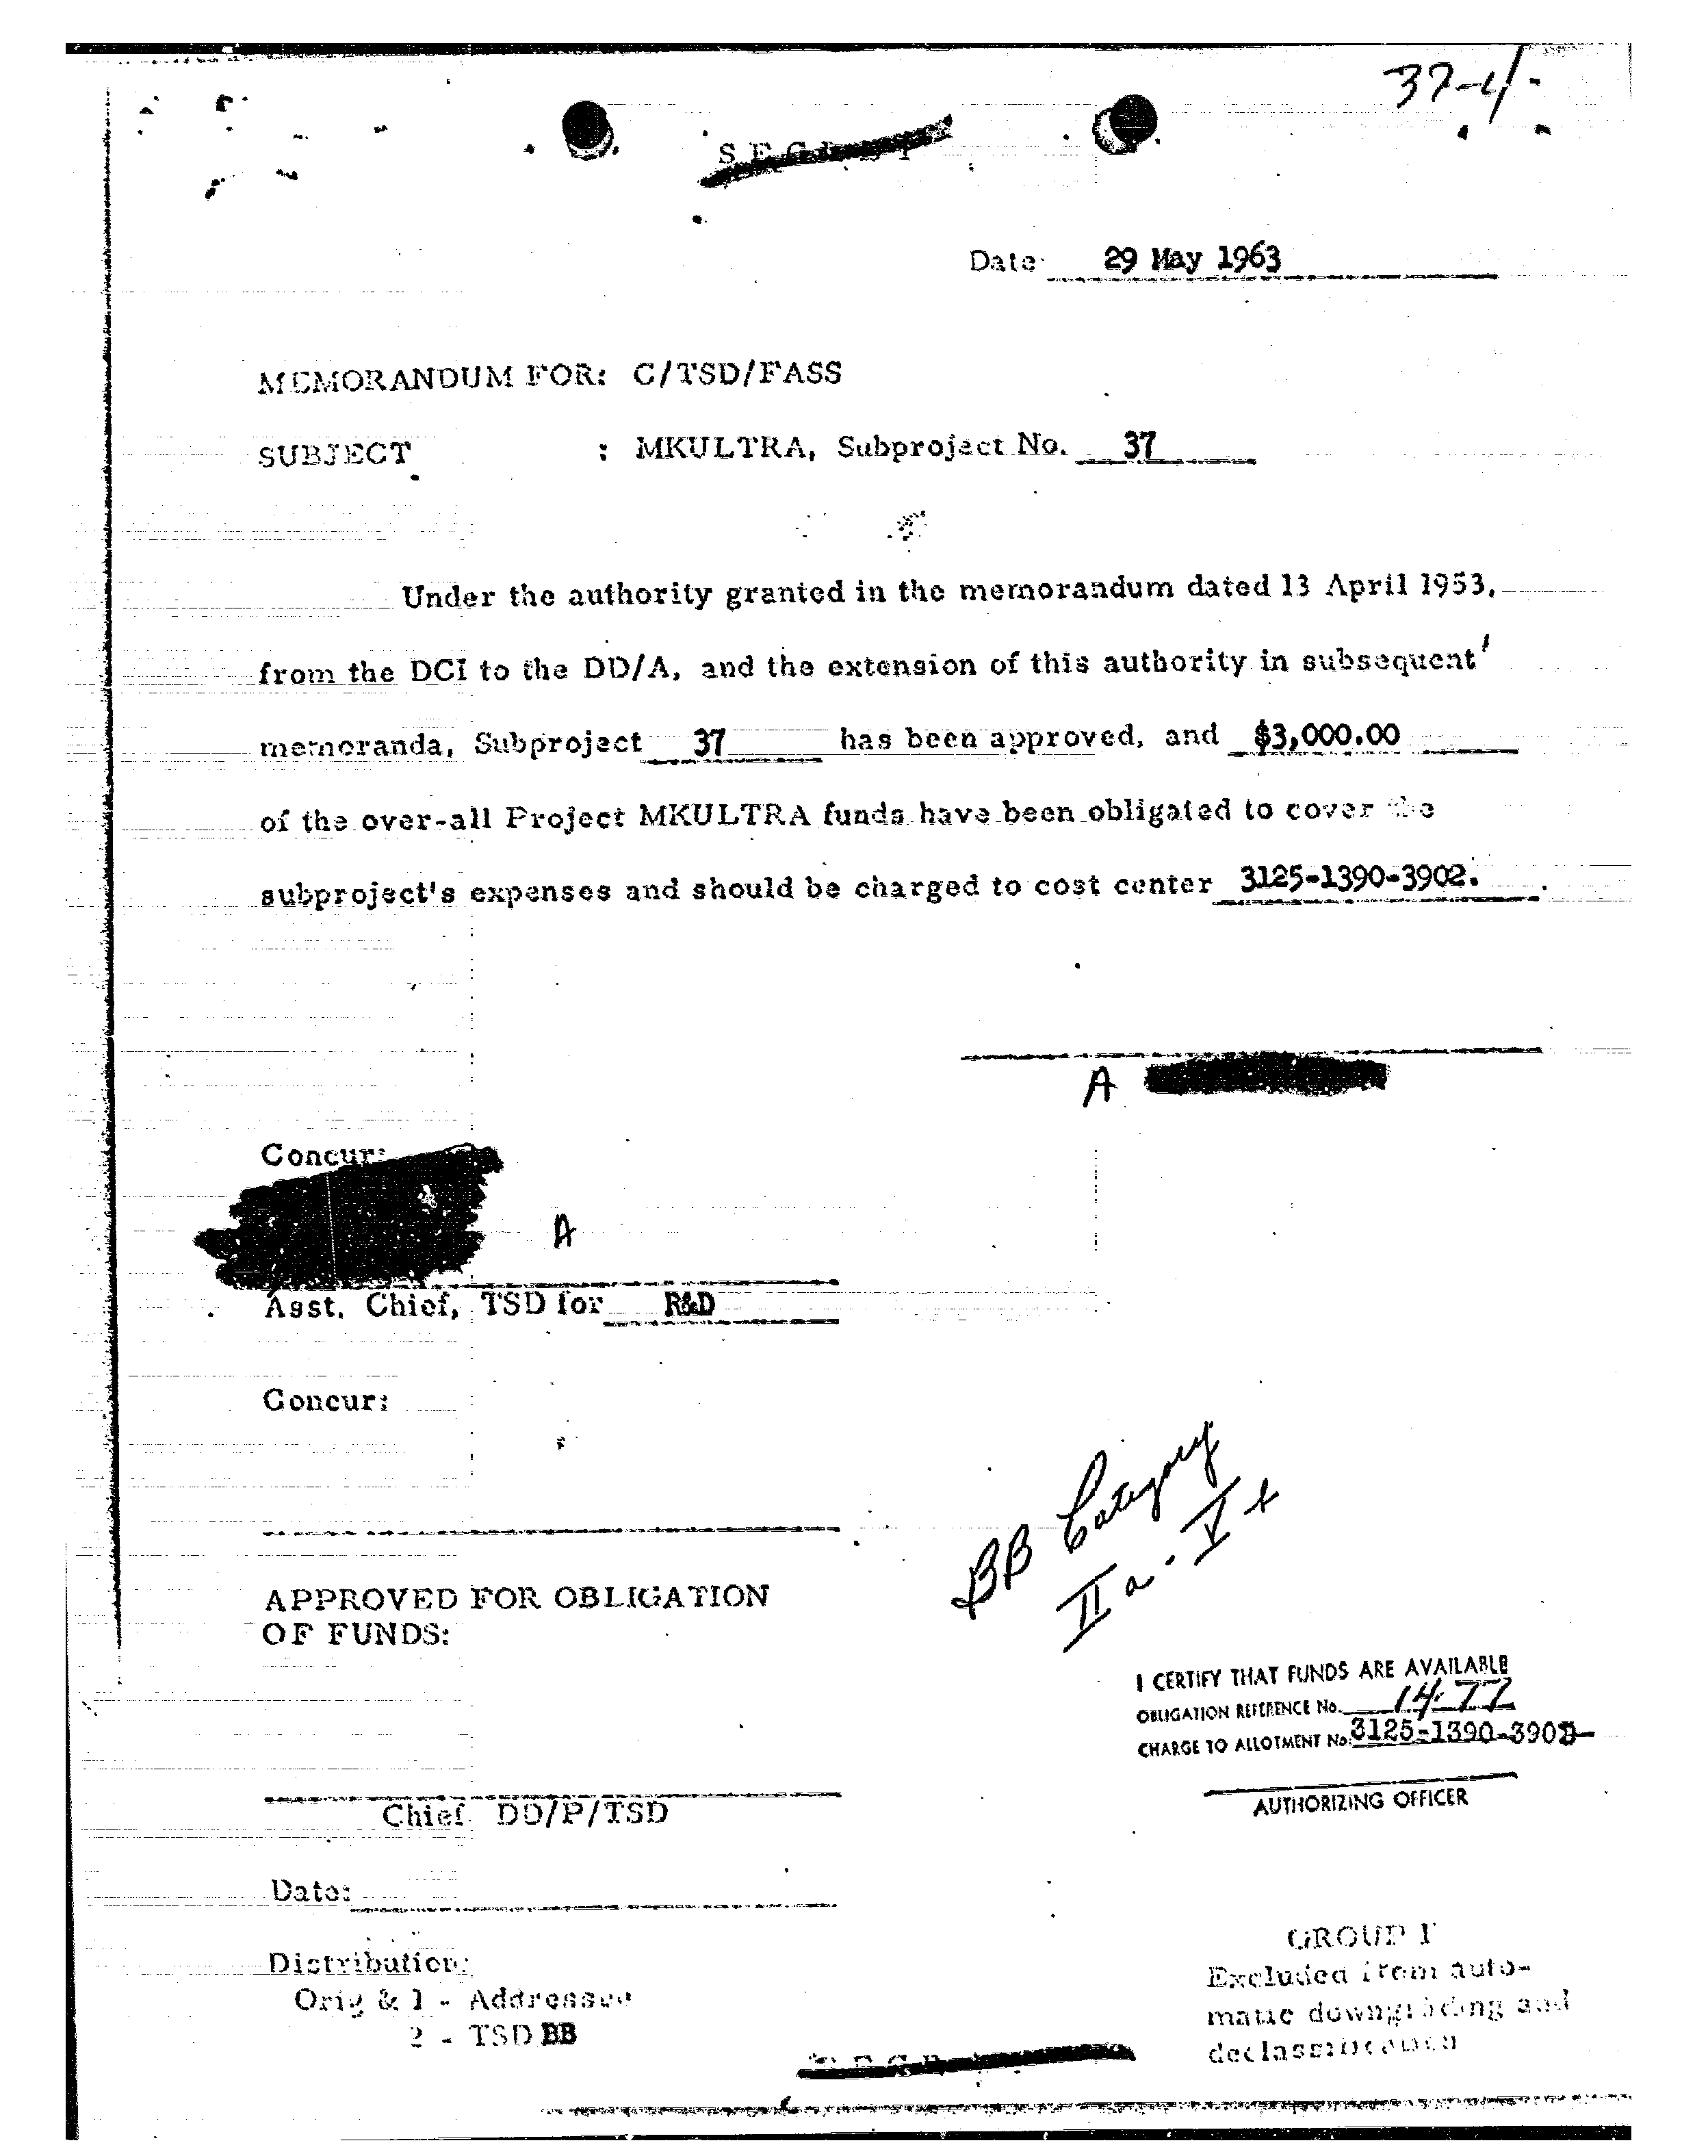 37-4
SECRET
Date 29 May 1963
MEMORANDUM FOR: C/TSD/FASS
SUBJECT : MKULTRA, Subproject No. 37
Under the authority granted in the memorandum dated 13 April 1953,
from the DCI to the DD/A, and the extension of this authority in subsequent
memoranda, Subproject 37 has been approved, and $3,000.00
of the over-all Project MKULTRA funds have been obligated to cover the
subproject's expenses and should be charged to cost center 3125-1390-3902.
A
Concur:
A
Asst. Chief, TSD for R&D
Concur:
BB Category
II a - V
APPROVED FOR OBLIGATION
OF FUNDS:
I CERTIFY THAT FUNDS ARE AVAILABLE
OBLIGATION REFERENCE No. 1477
CHARGE TO ALLOTMENT No. 3125-1390-3902
AUTHORIZING OFFICER
Chief DD/P/TSD
Date:
Distribution:
Orig & 1 - Addressee
2 - TSD BB
GROUP I
Excluded from auto-
matic downgrading and
declassification